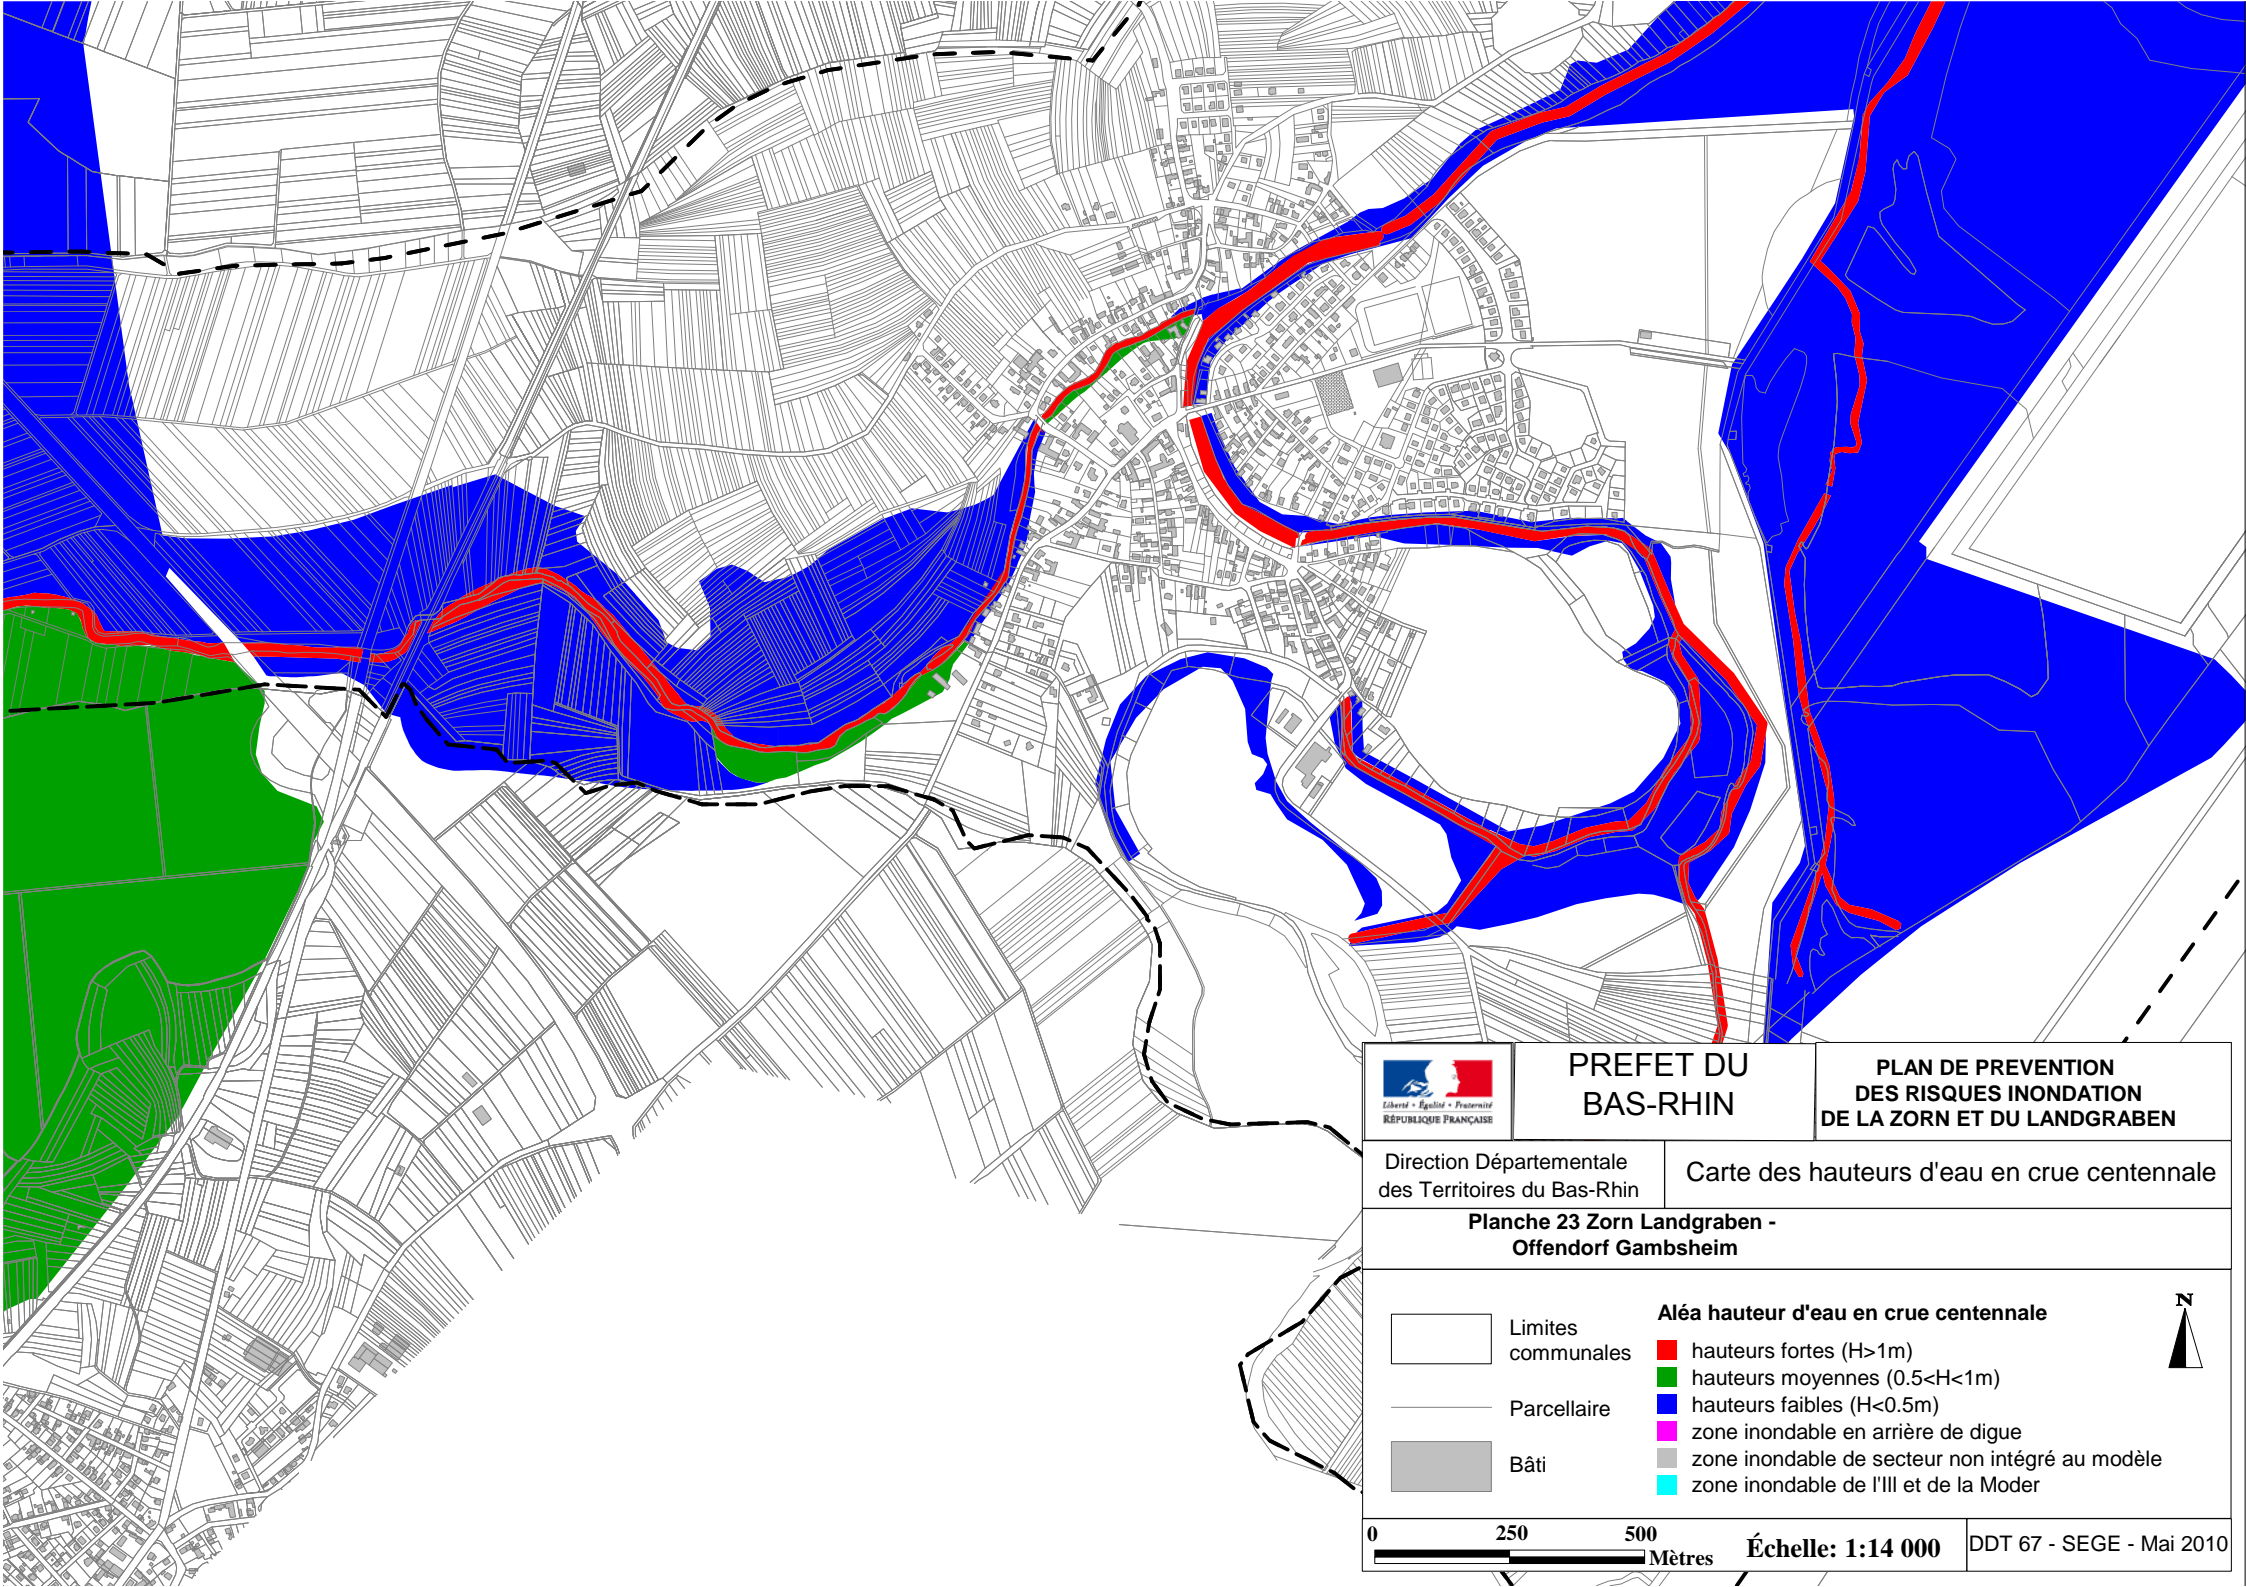 Liberté • Égalité • Fraternité
RÉPUBLIQUE FRANÇAISE
PREFET DU
BAS-RHIN
PLAN DE PREVENTION
DES RISQUES INONDATION
DE LA ZORN ET DU LANDGRABEN
Direction Départementale
des Territoires du Bas-Rhin
Carte des hauteurs d'eau en crue centennale
Planche 23 Zorn Landgraben -
Offendorf Gambsheim
Limites
communales
Parcellaire
Bâti
Aléa hauteur d'eau en crue centennale
hauteurs fortes (H>1m)
hauteurs moyennes (0.5<H<1m)
hauteurs faibles (H<0.5m)
zone inondable en arrière de digue
zone inondable de secteur non intégré au modèle
zone inondable de l'Ill et de la Moder
N
0 250 500
Mètres
Échelle: 1:14 000
DDT 67 - SEGE - Mai 2010